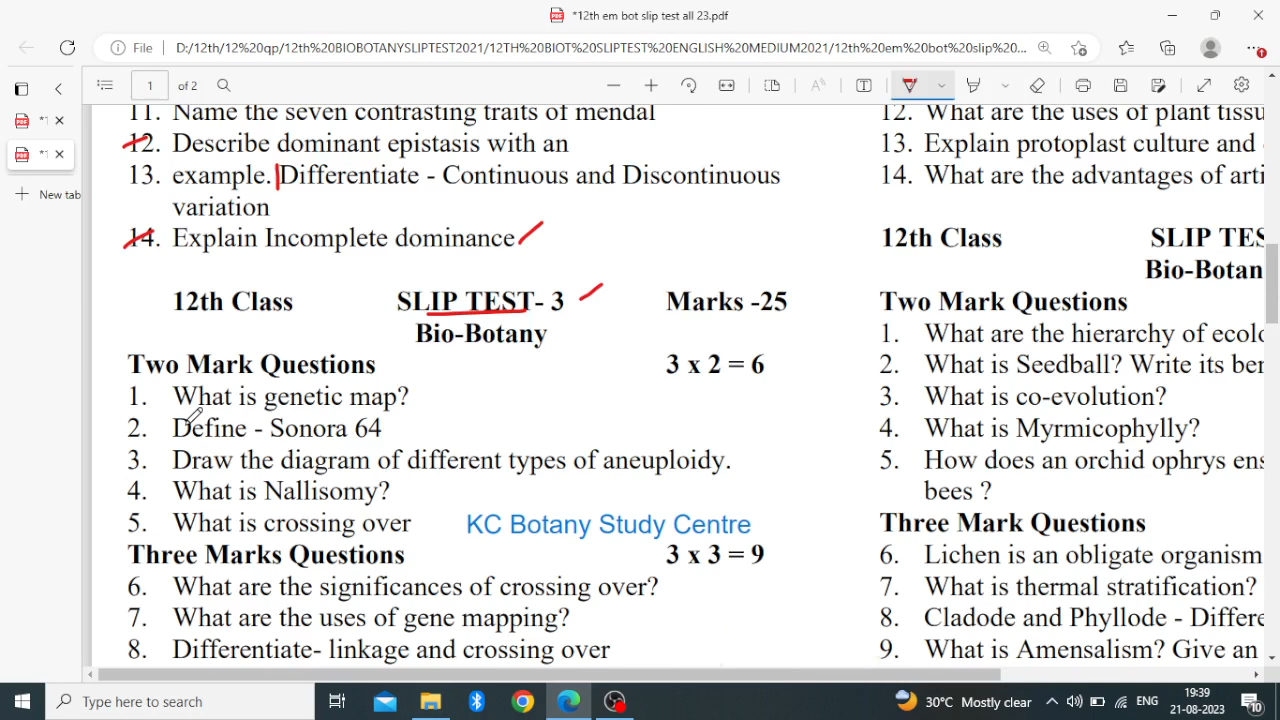 *12th em bot slip test all 23.pdf
File D:/12th/12%20qp/12th%20BIOBOTANYSLIPTEST2021/12TH%20BIOT%20SLIPTEST%20ENGLISH%20MEDIUM2021/12th%20em%20bot%20slip%20...
1 of 2
New tab
11. Name the seven contrasting traits of mendal
12. Describe dominant epistasis with an
13. example. Differentiate - Continuous and Discontinuous
variation
14. Explain Incomplete dominance
12th Class SLIP TEST- 3 Marks -25
Bio-Botany
Two Mark Questions 3 x 2 = 6
1. What is genetic map?
2. Define - Sonora 64
3. Draw the diagram of different types of aneuploidy.
4. What is Nallisomy?
5. What is crossing over
KC Botany Study Centre
Three Marks Questions 3 x 3 = 9
6. What are the significances of crossing over?
7. What are the uses of gene mapping?
8. Differentiate- linkage and crossing over
12. What are the uses of plant tissu
13. Explain protoplast culture and
14. What are the advantages of arti
12th Class SLIP TES
Bio-Botan
Two Mark Questions
1. What are the hierarchy of ecol
2. What is Seedball? Write its ben
3. What is co-evolution?
4. What is Myrmicophylly?
5. How does an orchid ophrys ens
bees ?
Three Mark Questions
6. Lichen is an obligate organism
7. What is thermal stratification?
8. Cladode and Phyllode - Differe
9. What is Amensalism? Give an
Type here to search
30°C Mostly clear
ENG
19:39
21-08-2023
10